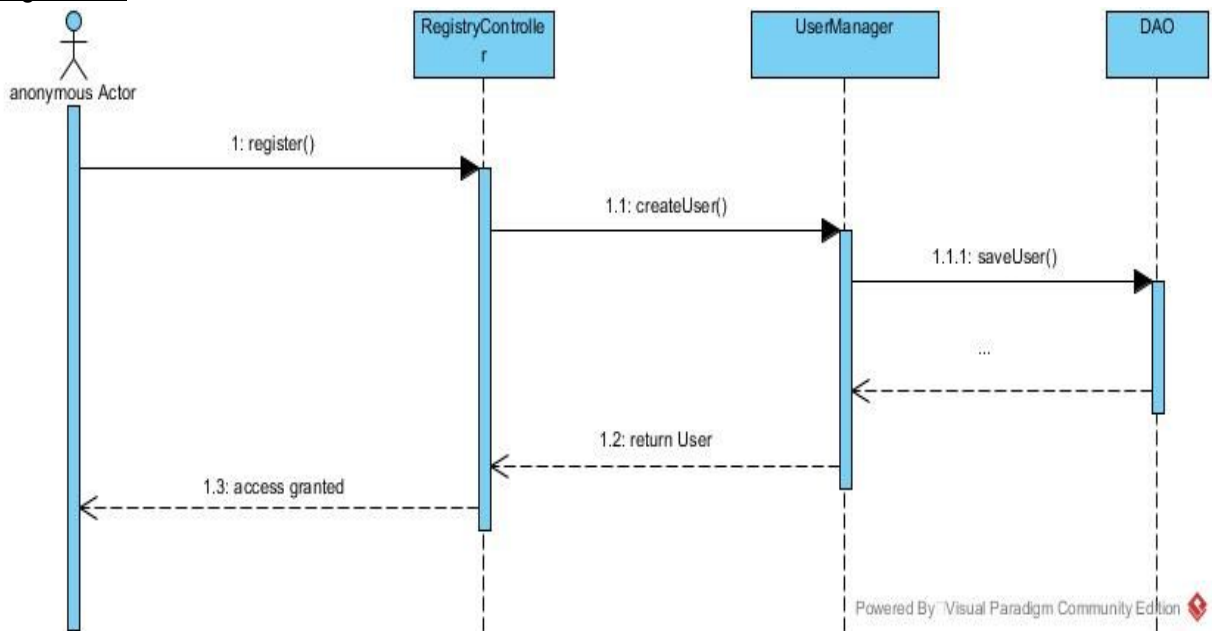 RegistryControlle
r
UserManager
DAO
anonymous Actor
1: register()
1.1: createUser()
1.1.1: saveUser()
...
1.2: return User
1.3: access granted
Powered By Visual Paradigm Community Edition